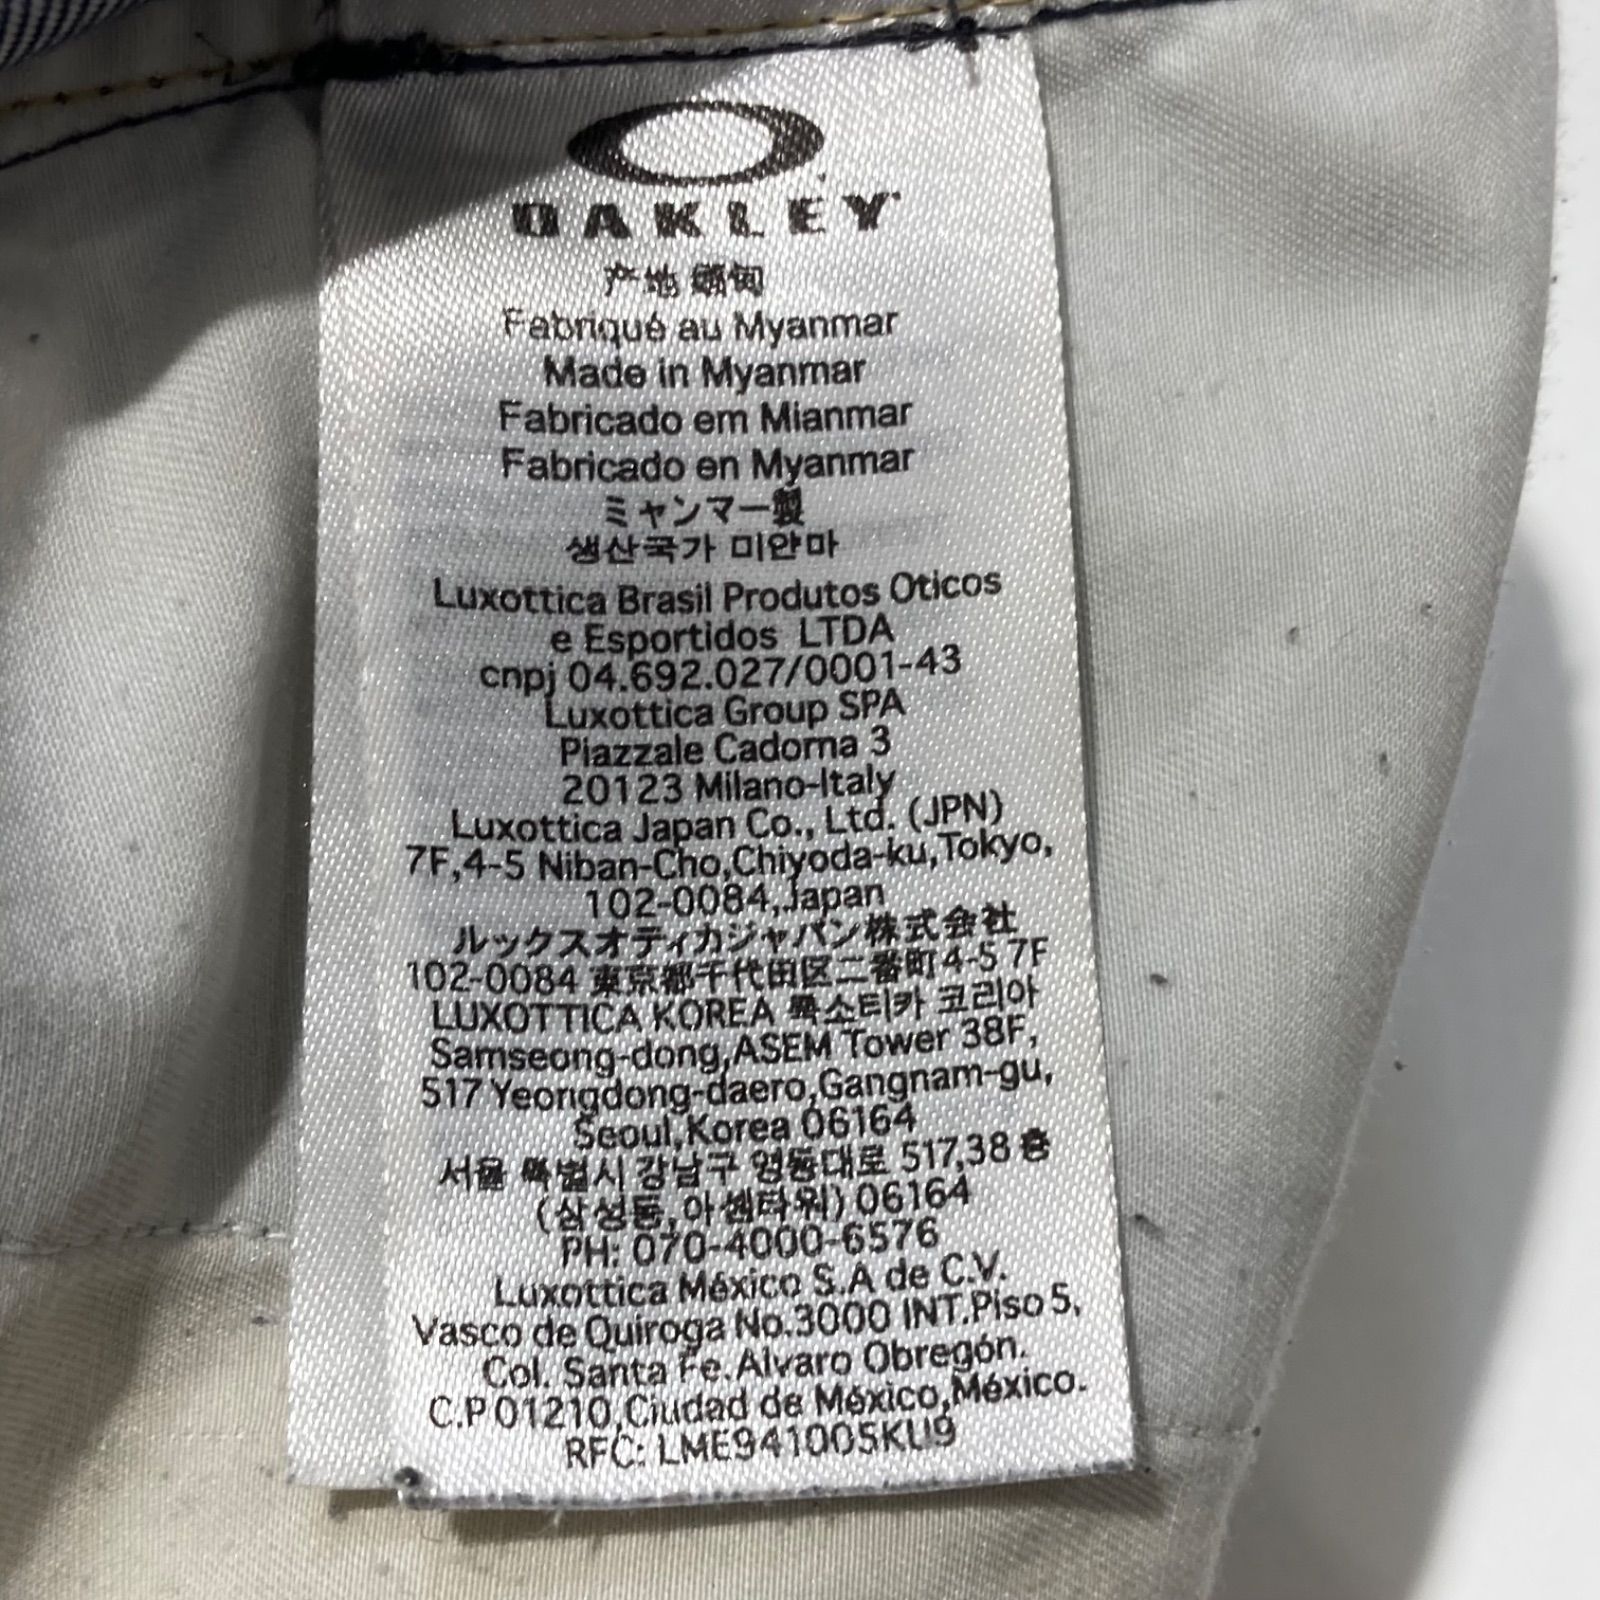 OAKLEY
产地 缅甸
Fabriqué au Myanmar
Made in Myanmar
Fabricado em Mianmar
Fabricado en Myanmar
ミャンマー製
생산국가 미얀마
Luxottica Brasil Produtos Oticos
e Esportidos LTDA
cnpj 04.692.027/0001-43
Luxottica Group SPA
Piazzale Cadorna 3
20123 Milano-Italy
Luxottica Japan Co., Ltd. (JPN)
7F,4-5 Niban-Cho,Chiyoda-ku,Tokyo,
102-0084,Japan
ルックスオティカジャパン株式会社
102-0084 東京都千代田区二番町4-5 7F
LUXOTTICA KOREA 룩소티카 코리아
Samseong-dong,ASEM Tower 38F,
517 Yeongdong-daero,Gangnam-gu,
Seoul,Korea 06164
서울 특별시 강남구 영동대로 517,38 층
(삼성동,아셈타워) 06164
PH: 070-4000-6576
Luxottica México S.A de C.V.
Vasco de Quiroga No.3000 INT.Piso 5,
Col. Santa Fe.Alvaro Obregón.
C.P 01210,Ciudad de México,México.
RFC: LME941005KU9